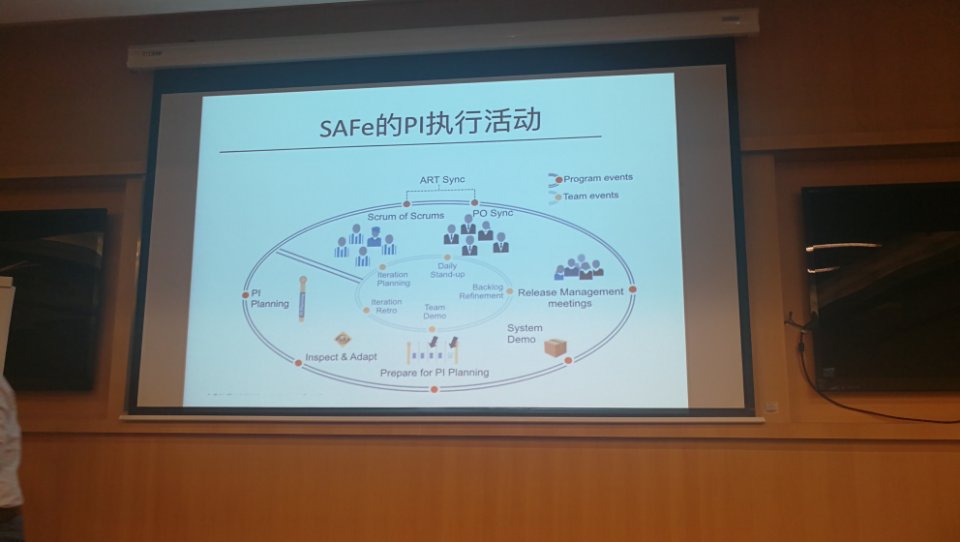 SAFe的PI执行活动
ART Sync
Program events
Team events
Scrum of Scrums
PO Sync
Iteration
Planning
Daily
Stand-up
Backlog
Refinement
Release Management
meetings
PI
Planning
Iteration
Retro
Team
Demo
System
Demo
Inspect & Adapt
Prepare for PI Planning